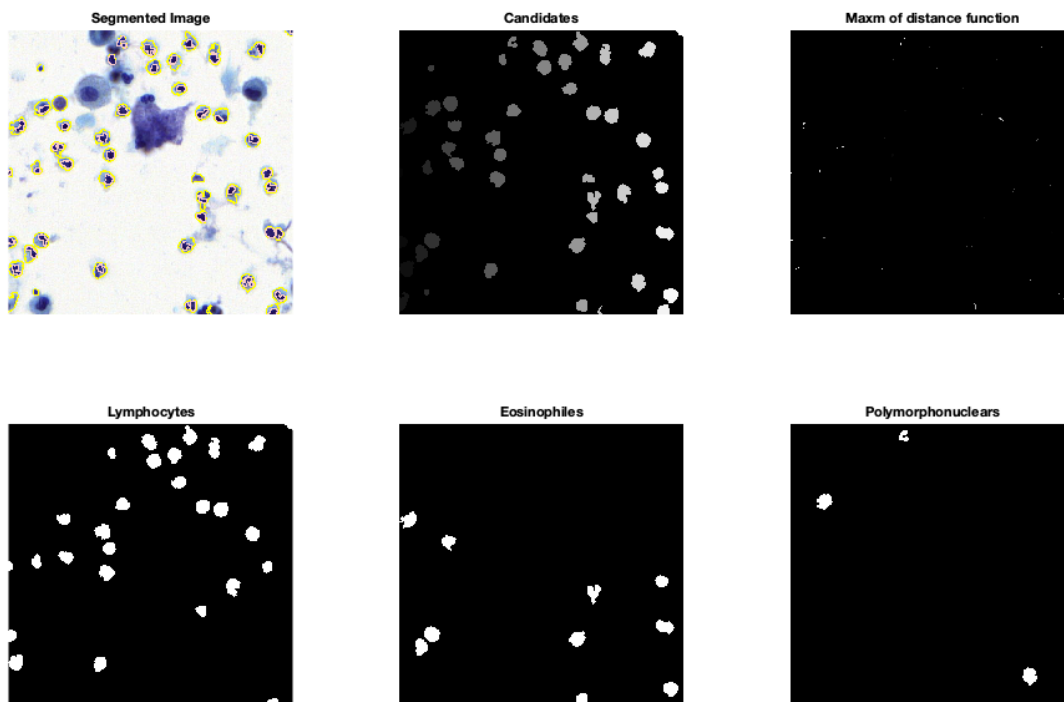 Segmented Image
Candidates
Maxm of distance function
Lymphocytes
Eosinophiles
Polymorphonuclears